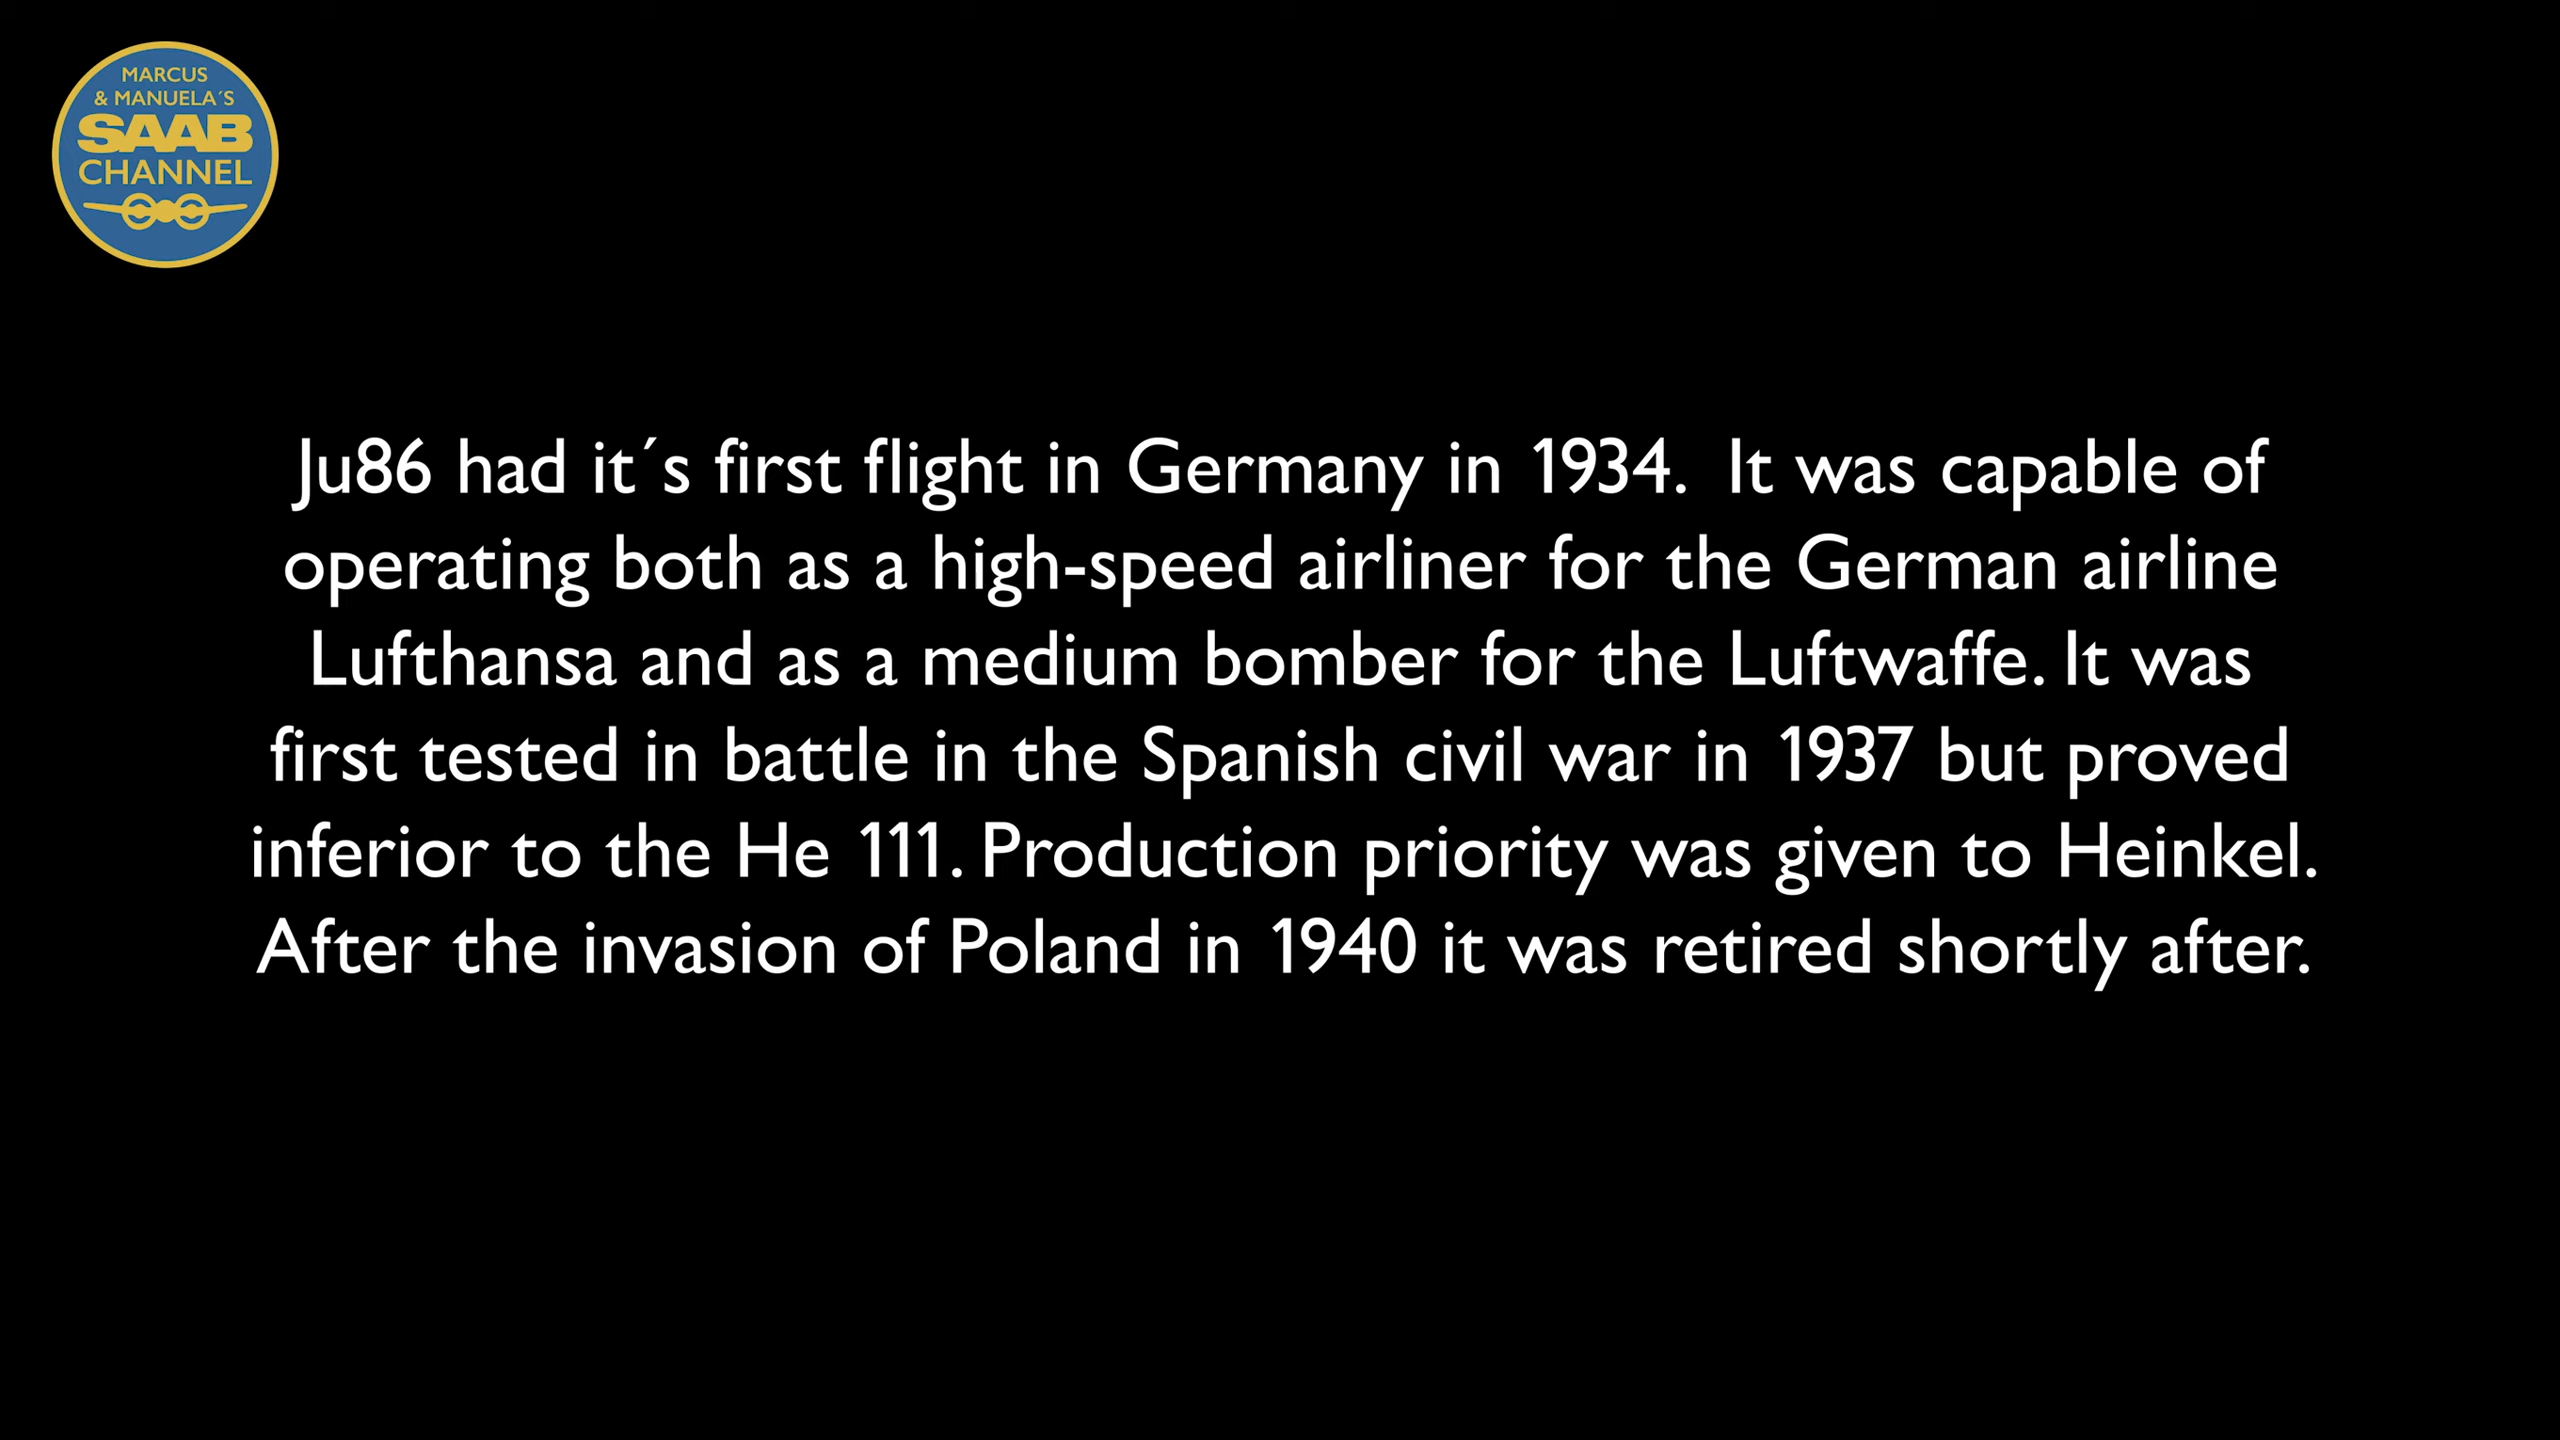 MARCUS
& MANUELA´S
SAAB
CHANNEL
Ju86 had it´s first flight in Germany in 1934.  It was capable of
operating both as a high-speed airliner for the German airline
Lufthansa and as a medium bomber for the Luftwaffe. It was
first tested in battle in the Spanish civil war in 1937 but proved
inferior to the He 111. Production priority was given to Heinkel.
After the invasion of Poland in 1940 it was retired shortly after.